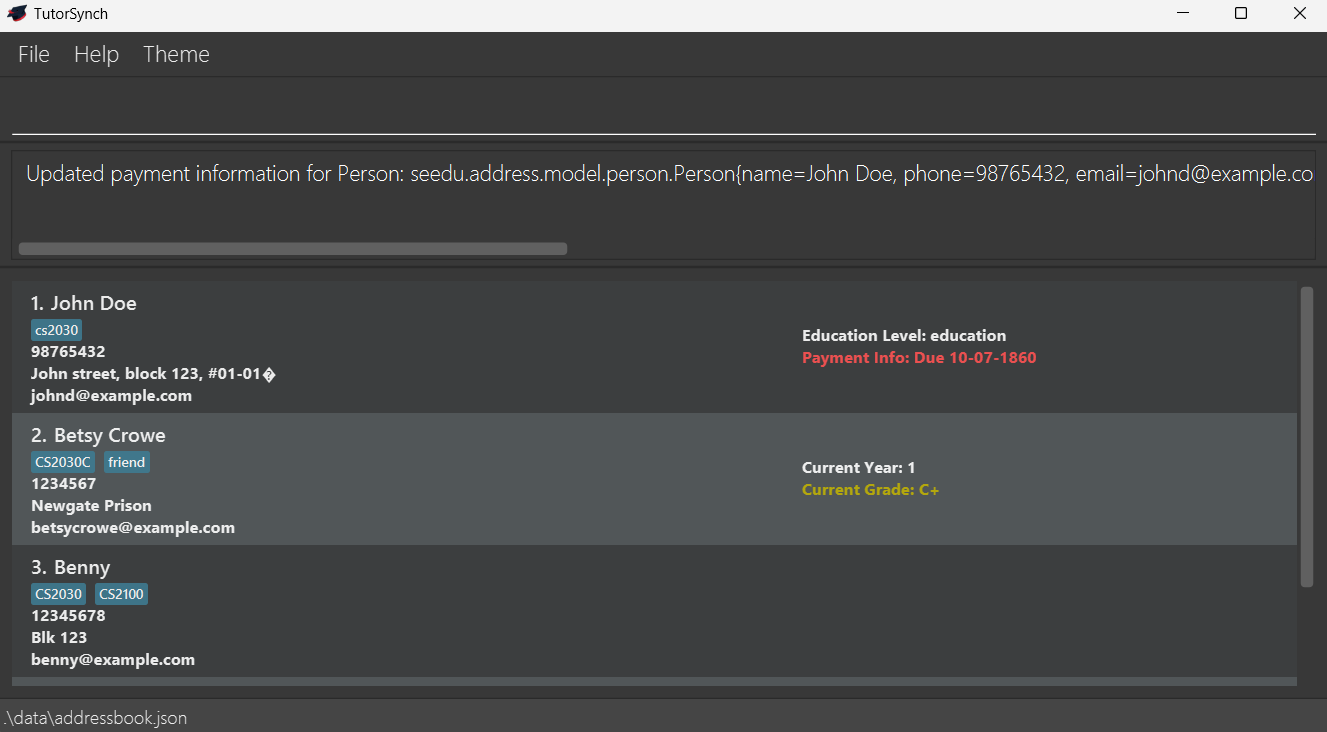 TutorSynch
File Help Theme
Updated payment information for Person: seedu.address.model.person.Person{name=John Doe, phone=98765432, email=johnd@example.co
1. John Doe
cs2030
98765432
John street, block 123, #01-01�
johnd@example.com
Education Level: education
Payment Info: Due 10-07-1860
2. Betsy Crowe
CS2030C friend
1234567
Newgate Prison
betsycrowe@example.com
Current Year: 1
Current Grade: C+
3. Benny
CS2030 CS2100
12345678
Blk 123
benny@example.com
.\data\addressbook.json